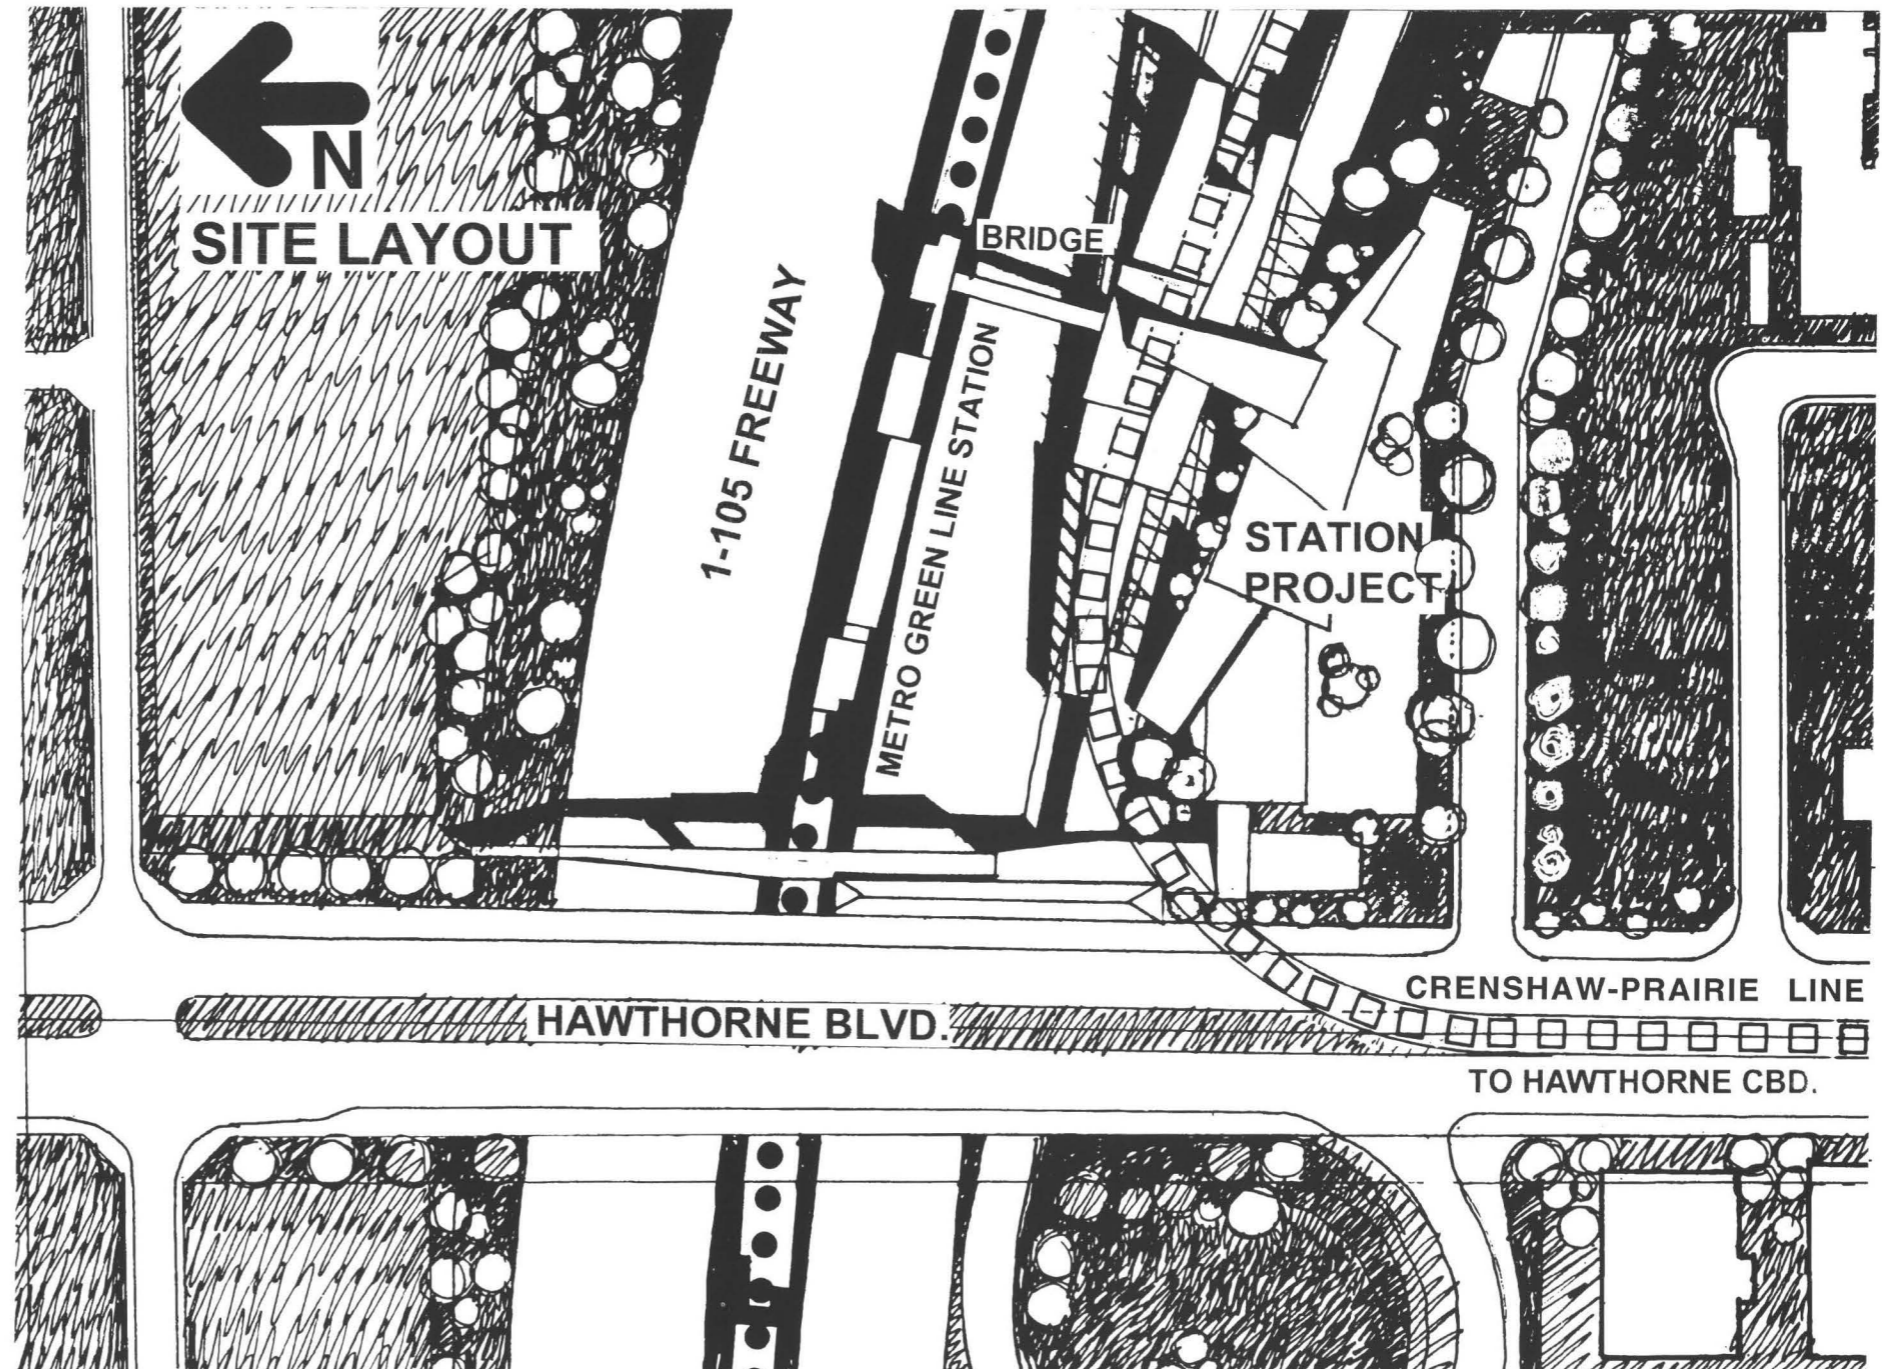 N
SITE LAYOUT
BRIDGE
1-105 FREEWAY
METRO GREEN LINE STATION
STATION
PROJECT
CRENSHAW-PRAIRIE LINE
HAWTHORNE BLVD.
TO HAWTHORNE CBD.